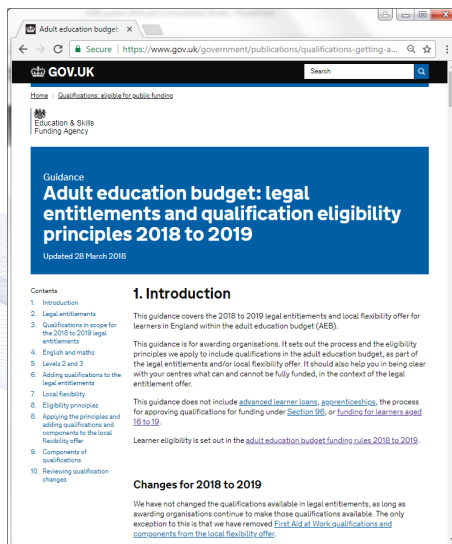 Adult education budget:
Secure | https://www.gov.uk/government/publications/qualifications-getting-a...
GOV.UK
Search
Home Qualifications: eligible for public funding
Education & Skills
Funding Agency
Guidance
Adult education budget: legal
entitlements and qualification eligibility
principles 2018 to 2019
Updated 28 March 2018
Contents
1. Introduction
2. Legal entitlements
3. Qualifications in scope for
the 2018 to 2019 legal
entitlements
4. English and maths
5. Levels 2 and 3
6. Adding qualifications to the
legal entitlements
7. Local flexibility
8. Eligibility principles
8. Applying the principles and
adding qualifications and
components to the local
flexibility offer
9. Components of
qualifications
10. Reviewing qualification
changes
1. Introduction
This guidance covers the 2018 to 2019 legal entitlements and local flexibility offer for
learners in England within the adult education budget (AEB).
This guidance is for awarding organisations. It sets out the process and the eligibility
principles we apply to include qualifications in the adult education budget, as part of
the legal entitlements and/or local flexibility offer. It should also help you in being clear
with your centres what can and cannot be fully funded, in the context of the legal
entitlement offer.
This guidance does not include advanced learner loans, apprenticeships, the process
for approving qualifications for funding under Section 96, or funding for learners aged
16 to 19.
Learner eligibility is set out in the adult education budget funding rules 2018 to 2019.
Changes for 2018 to 2019
We have not changed the qualifications available in legal entitlements, as long as
awarding organisations continue to make those qualifications available. The only
exception to this is that we have removed First Aid at Work qualifications and
components from the local flexibility offer.